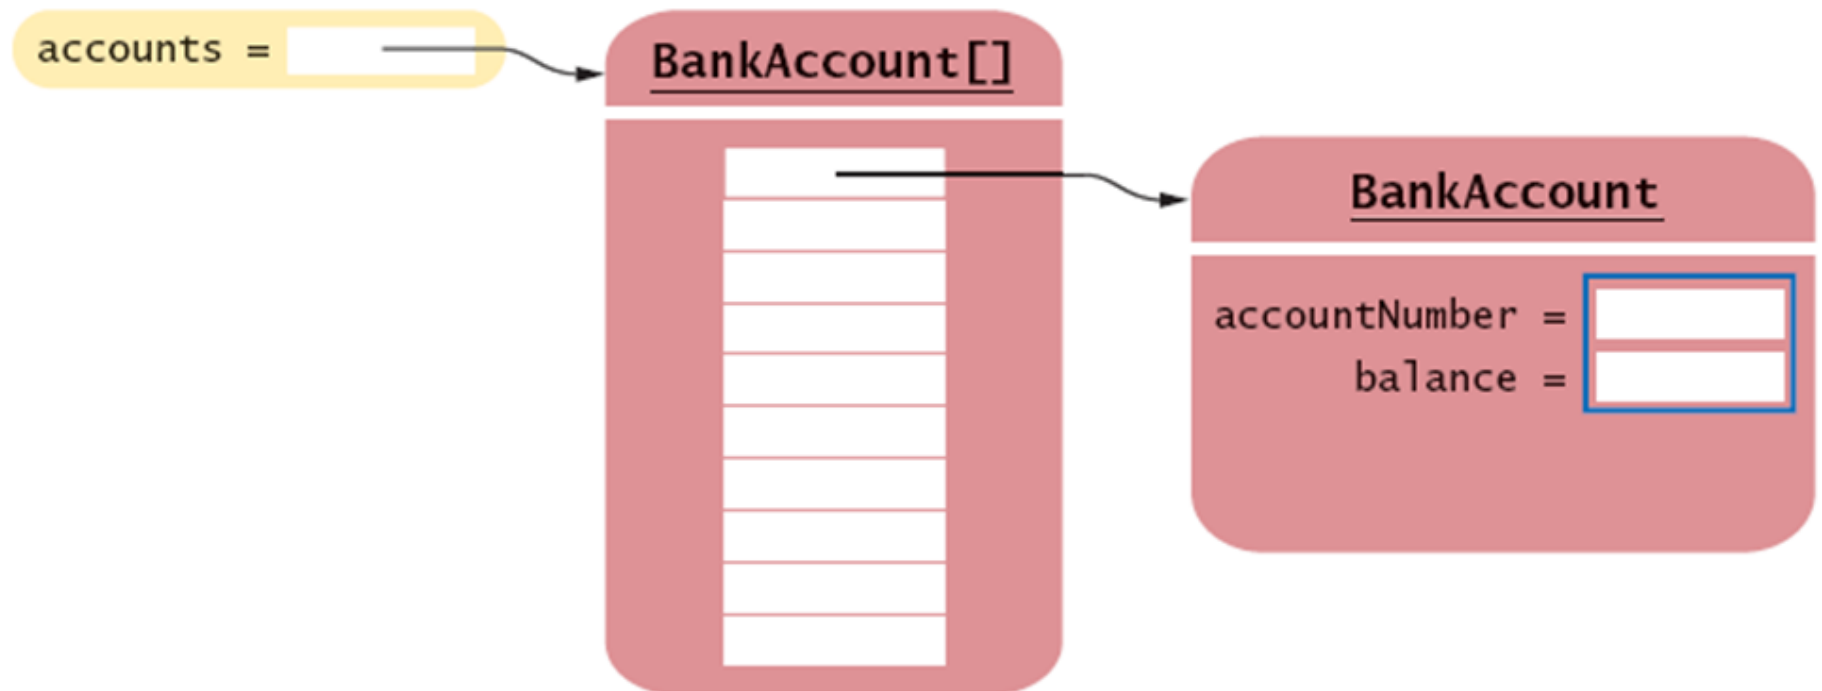 accounts =
BankAccount[]
BankAccount
accountNumber =
balance =